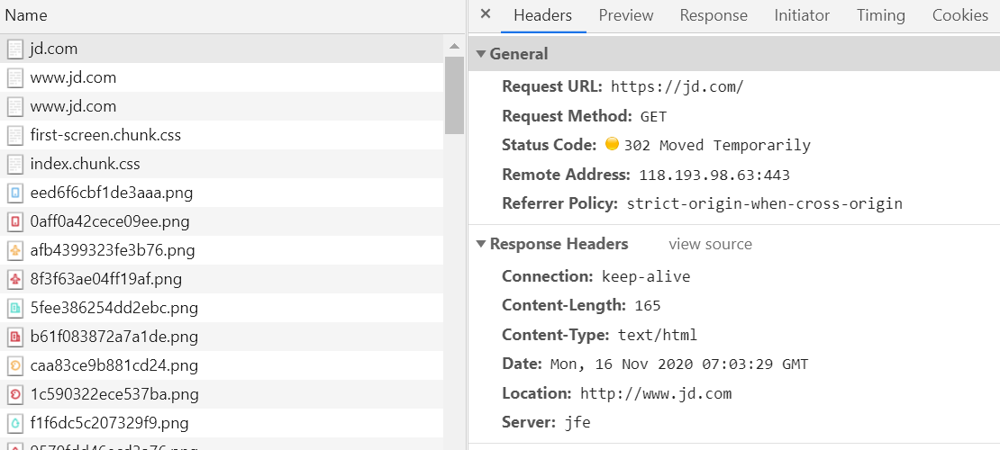 Name
jd.com
www.jd.com
www.jd.com
first-screen.chunk.css
index.chunk.css
eed6f6cbf1de3aaa.png
0aff0a42cece09ee.png
afb4399323fe3b76.png
8f3f63ae04ff19af.png
5fee386254dd2ebc.png
b61f083872a7a1de.png
caa83ce9b881cd24.png
1c590322ece537ba.png
f1f6dc5c207329f9.png
Headers Preview Response Initiator Timing Cookies
General
Request URL: https://jd.com/
Request Method: GET
Status Code: 302 Moved Temporarily
Remote Address: 118.193.98.63:443
Referrer Policy: strict-origin-when-cross-origin
Response Headers view source
Connection: keep-alive
Content-Length: 165
Content-Type: text/html
Date: Mon, 16 Nov 2020 07:03:29 GMT
Location: http://www.jd.com
Server: jfe